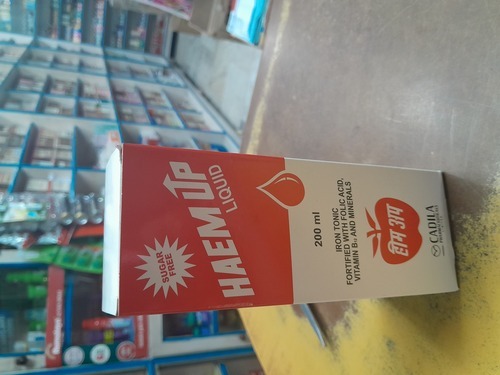 SUGAR
FREE
HAEM UP
LIQUID
200 ml
IRON TONIC
FORTIFIED WITH FOLIC ACID,
VITAMIN B₁₂ AND MINERALS
हीम अप
CADILA